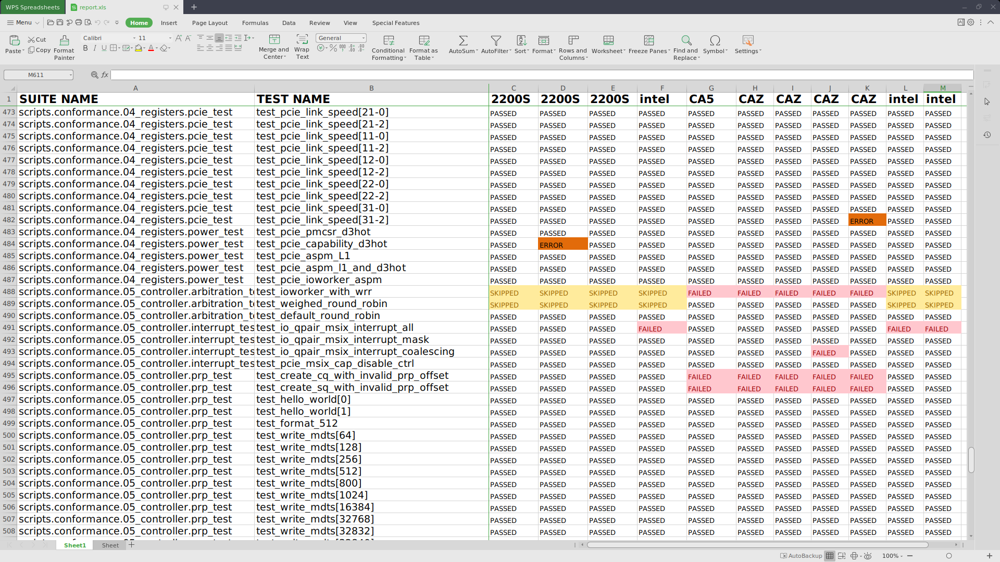 WPS Spreadsheets report.xls
Menu Home Insert Page Layout Formulas Data Review View Special Features
Paste Cut Copy Format Painter Calibri 11 B I U A General Merge and Center Wrap Text Conditional Formatting Format as Table AutoSum AutoFilter Sort Format Rows and Columns Worksheet Freeze Panes Find and Replace Symbol Settings
M611 fx
A B C D E F G H I J K L M
1 SUITE NAME TEST NAME 2200S 2200S 2200S intel CA5 CAZ CAZ CAZ CAZ intel intel
473 scripts.conformance.04_registers.pcie_test test_pcie_link_speed[21-0] PASSED PASSED PASSED PASSED PASSED PASSED PASSED PASSED PASSED PASSED PASSED
474 scripts.conformance.04_registers.pcie_test test_pcie_link_speed[21-2] PASSED PASSED PASSED PASSED PASSED PASSED PASSED PASSED PASSED PASSED PASSED
475 scripts.conformance.04_registers.pcie_test test_pcie_link_speed[11-0] PASSED PASSED PASSED PASSED PASSED PASSED PASSED PASSED PASSED PASSED PASSED
476 scripts.conformance.04_registers.pcie_test test_pcie_link_speed[11-2] PASSED PASSED PASSED PASSED PASSED PASSED PASSED PASSED PASSED PASSED PASSED
477 scripts.conformance.04_registers.pcie_test test_pcie_link_speed[12-0] PASSED PASSED PASSED PASSED PASSED PASSED PASSED PASSED PASSED PASSED PASSED
478 scripts.conformance.04_registers.pcie_test test_pcie_link_speed[12-2] PASSED PASSED PASSED PASSED PASSED PASSED PASSED PASSED PASSED PASSED PASSED
479 scripts.conformance.04_registers.pcie_test test_pcie_link_speed[22-0] PASSED PASSED PASSED PASSED PASSED PASSED PASSED PASSED PASSED PASSED PASSED
480 scripts.conformance.04_registers.pcie_test test_pcie_link_speed[22-2] PASSED PASSED PASSED PASSED PASSED PASSED PASSED PASSED PASSED PASSED PASSED
481 scripts.conformance.04_registers.pcie_test test_pcie_link_speed[31-0] PASSED PASSED PASSED PASSED PASSED PASSED PASSED PASSED PASSED PASSED PASSED
482 scripts.conformance.04_registers.pcie_test test_pcie_link_speed[31-2] PASSED PASSED PASSED PASSED PASSED PASSED PASSED PASSED ERROR PASSED PASSED
483 scripts.conformance.04_registers.power_test test_pcie_pmcsr_d3hot PASSED PASSED PASSED PASSED PASSED PASSED PASSED PASSED PASSED PASSED PASSED
484 scripts.conformance.04_registers.power_test test_pcie_capability_d3hot PASSED ERROR PASSED PASSED PASSED PASSED PASSED PASSED PASSED PASSED PASSED
485 scripts.conformance.04_registers.power_test test_pcie_aspm_L1 PASSED PASSED PASSED PASSED PASSED PASSED PASSED PASSED PASSED PASSED PASSED
486 scripts.conformance.04_registers.power_test test_pcie_aspm_l1_and_d3hot PASSED PASSED PASSED PASSED PASSED PASSED PASSED PASSED PASSED PASSED PASSED
487 scripts.conformance.04_registers.power_test test_pcie_ioworker_aspm PASSED PASSED PASSED PASSED PASSED PASSED PASSED PASSED PASSED PASSED PASSED
488 scripts.conformance.05_controller.arbitration_te test_ioworker_with_wrr SKIPPED SKIPPED SKIPPED SKIPPED FAILED FAILED FAILED FAILED FAILED SKIPPED SKIPPED
489 scripts.conformance.05_controller.arbitration_te test_weighed_round_robin SKIPPED SKIPPED SKIPPED SKIPPED PASSED PASSED PASSED PASSED PASSED SKIPPED SKIPPED
490 scripts.conformance.05_controller.arbitration_te test_default_round_robin PASSED PASSED PASSED PASSED PASSED PASSED PASSED PASSED PASSED PASSED PASSED
491 scripts.conformance.05_controller.interrupt_tes test_io_qpair_msix_interrupt_all PASSED PASSED PASSED FAILED PASSED PASSED PASSED PASSED PASSED FAILED FAILED
492 scripts.conformance.05_controller.interrupt_tes test_io_qpair_msix_interrupt_mask PASSED PASSED PASSED PASSED PASSED PASSED PASSED PASSED PASSED PASSED PASSED
493 scripts.conformance.05_controller.interrupt_tes test_io_qpair_msix_interrupt_coalescing PASSED PASSED PASSED PASSED PASSED PASSED PASSED FAILED PASSED PASSED PASSED
494 scripts.conformance.05_controller.interrupt_tes test_pcie_msix_cap_disable_ctrl PASSED PASSED PASSED PASSED PASSED PASSED PASSED PASSED PASSED PASSED PASSED
495 scripts.conformance.05_controller.prp_test test_create_cq_with_invalid_prp_offset PASSED PASSED PASSED PASSED FAILED FAILED FAILED FAILED FAILED PASSED PASSED
496 scripts.conformance.05_controller.prp_test test_create_sq_with_invalid_prp_offset PASSED PASSED PASSED PASSED FAILED FAILED FAILED FAILED FAILED PASSED PASSED
497 scripts.conformance.05_controller.prp_test test_hello_world[0] PASSED PASSED PASSED PASSED PASSED PASSED PASSED PASSED PASSED PASSED PASSED
498 scripts.conformance.05_controller.prp_test test_hello_world[1] PASSED PASSED PASSED PASSED PASSED PASSED PASSED PASSED PASSED PASSED PASSED
499 scripts.conformance.05_controller.prp_test test_format_512 PASSED PASSED PASSED PASSED PASSED PASSED PASSED PASSED PASSED PASSED PASSED
500 scripts.conformance.05_controller.prp_test test_write_mdts[64] PASSED PASSED PASSED PASSED PASSED PASSED PASSED PASSED PASSED PASSED PASSED
501 scripts.conformance.05_controller.prp_test test_write_mdts[128] PASSED PASSED PASSED PASSED PASSED PASSED PASSED PASSED PASSED PASSED PASSED
502 scripts.conformance.05_controller.prp_test test_write_mdts[256] PASSED PASSED PASSED PASSED PASSED PASSED PASSED PASSED PASSED PASSED PASSED
503 scripts.conformance.05_controller.prp_test test_write_mdts[512] PASSED PASSED PASSED PASSED PASSED PASSED PASSED PASSED PASSED PASSED PASSED
504 scripts.conformance.05_controller.prp_test test_write_mdts[800] PASSED PASSED PASSED PASSED PASSED PASSED PASSED PASSED PASSED PASSED PASSED
505 scripts.conformance.05_controller.prp_test test_write_mdts[1024] PASSED PASSED PASSED PASSED PASSED PASSED PASSED PASSED PASSED PASSED PASSED
506 scripts.conformance.05_controller.prp_test test_write_mdts[16384] PASSED PASSED PASSED PASSED PASSED PASSED PASSED PASSED PASSED PASSED PASSED
507 scripts.conformance.05_controller.prp_test test_write_mdts[32768] PASSED PASSED PASSED PASSED PASSED PASSED PASSED PASSED PASSED PASSED PASSED
508 scripts.conformance.05_controller.prp_test test_write_mdts[32832] PASSED PASSED PASSED PASSED PASSED PASSED PASSED PASSED PASSED PASSED PASSED
Sheet1 Sheet
AutoBackup 100%